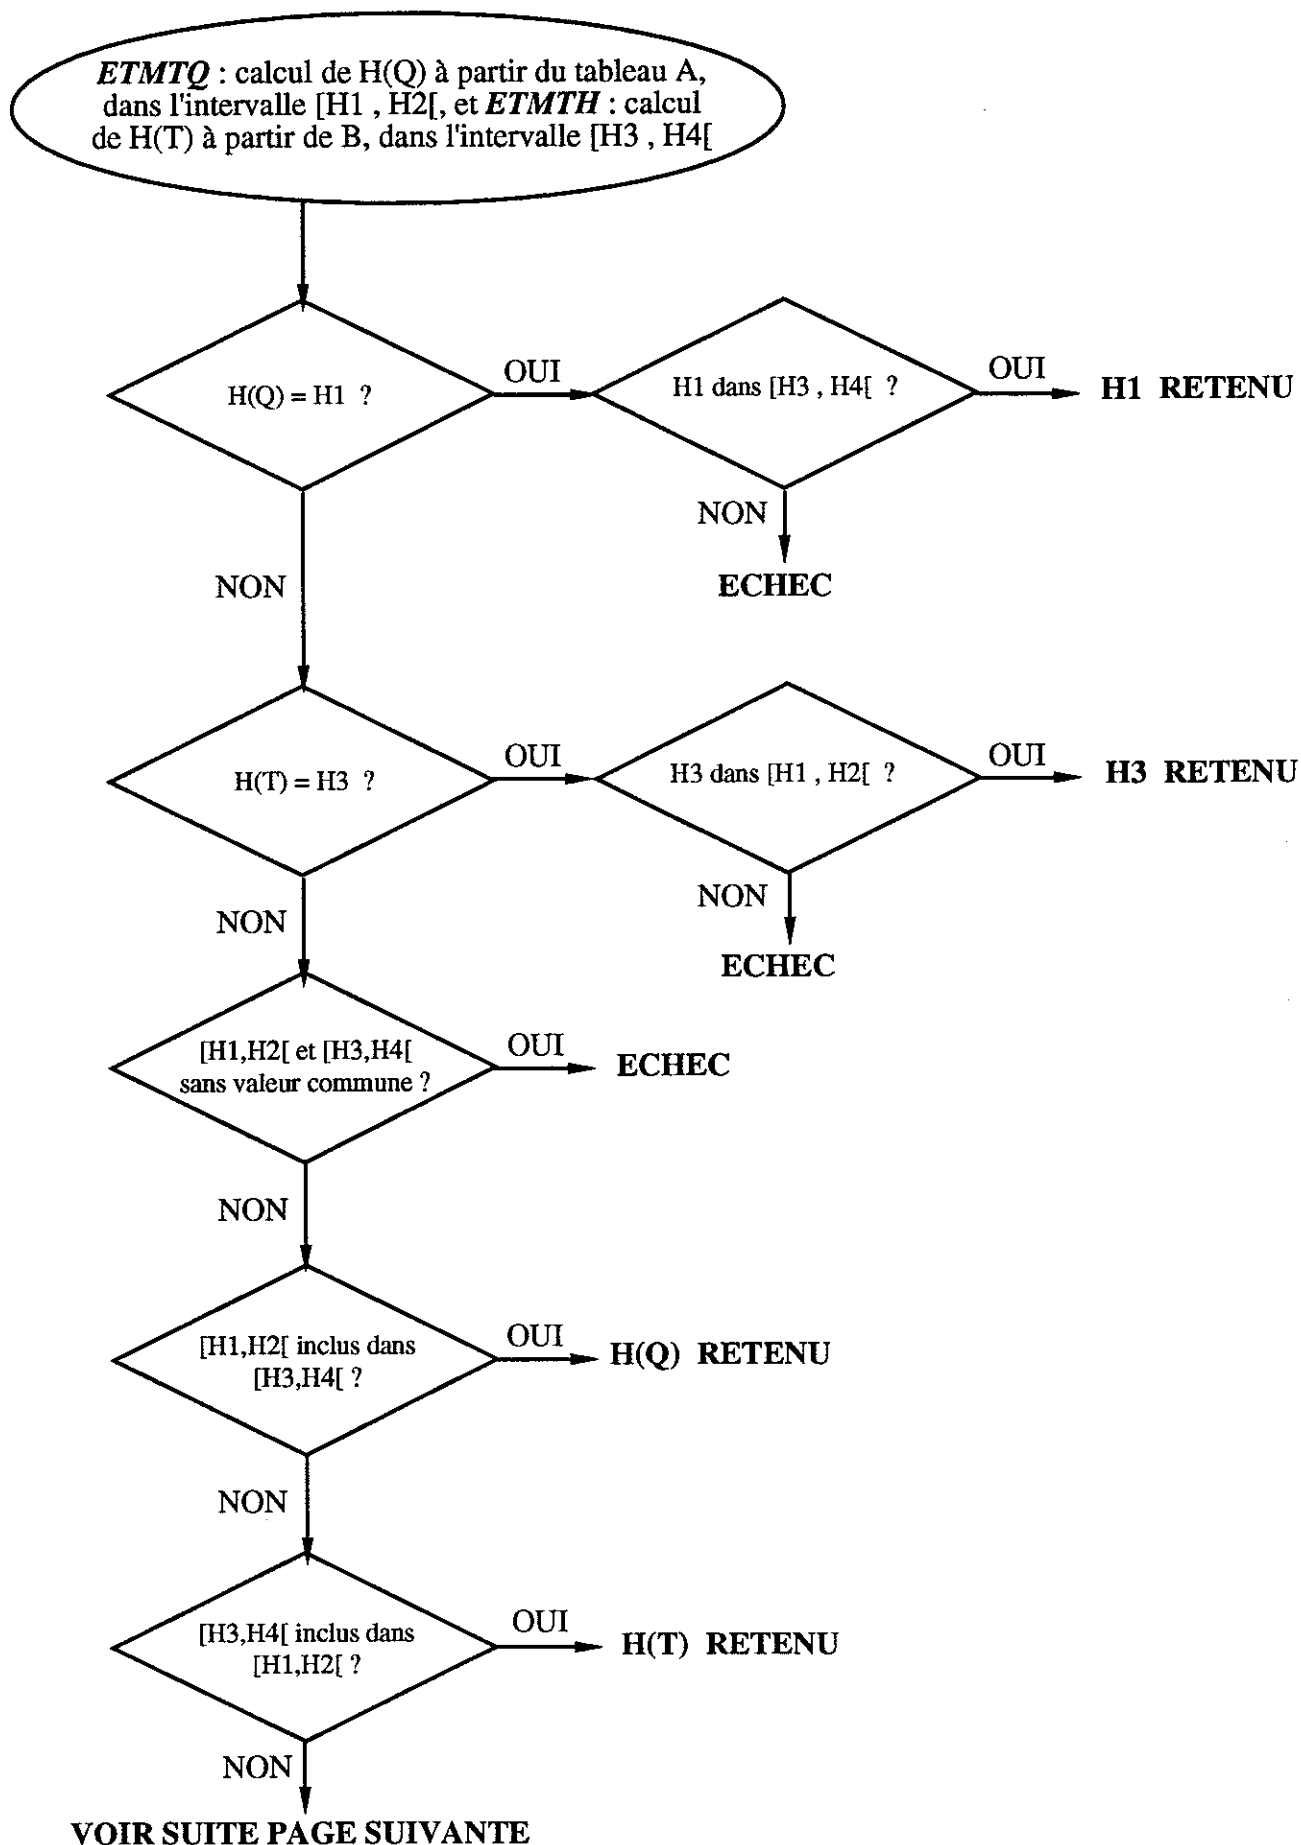 ETMTQ : calcul de H(Q) à partir du tableau A,
dans l'intervalle [H1 , H2[, et ETMTH : calcul
de H(T) à partir de B, dans l'intervalle [H3 , H4[
H(Q) = H1 ?
OUI
H1 dans [H3 , H4[ ?
OUI
H1 RETENU
NON
ECHEC
NON
H(T) = H3 ?
OUI
H3 dans [H1 , H2[ ?
OUI
H3 RETENU
NON
ECHEC
NON
[H1,H2[ et [H3,H4[
sans valeur commune ?
OUI
ECHEC
NON
[H1,H2[ inclus dans
[H3,H4[ ?
OUI
H(Q) RETENU
NON
[H3,H4[ inclus dans
[H1,H2[ ?
OUI
H(T) RETENU
NON
VOIR SUITE PAGE SUIVANTE